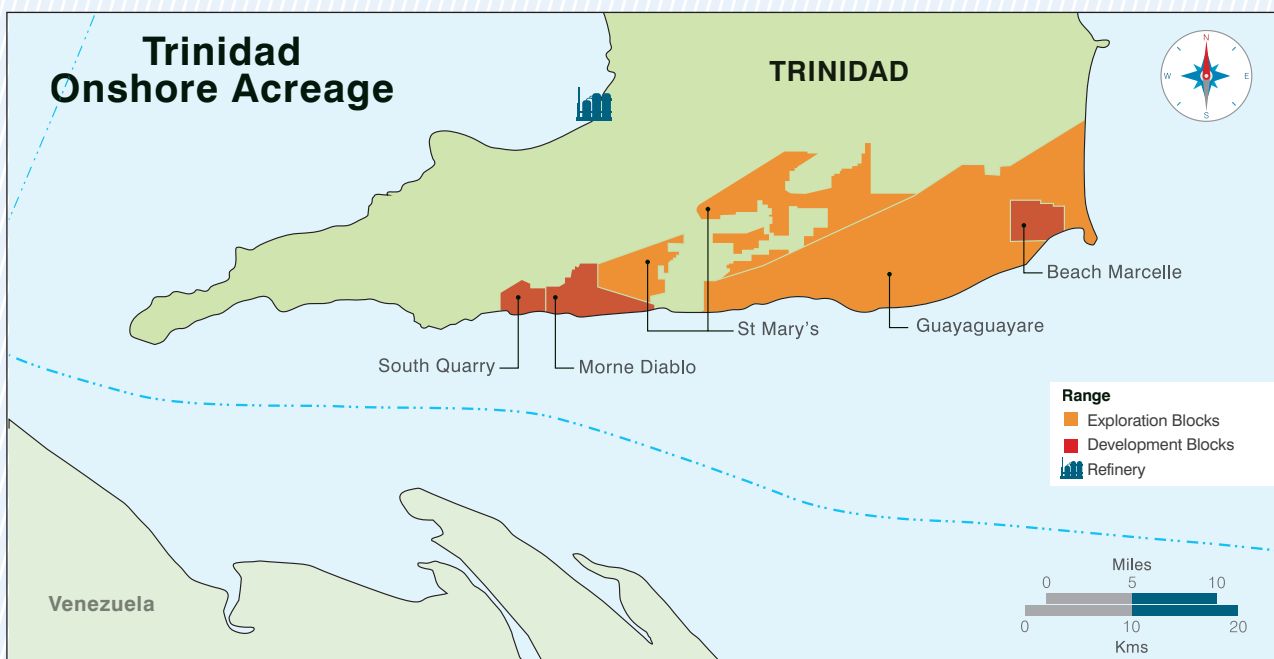 Trinidad
Onshore Acreage
TRINIDAD
N
W
E
S
Beach Marcelle
St Mary's
Guayaguayare
South Quarry
Morne Diablo
Range
Exploration Blocks
Development Blocks
Refinery
Venezuela
Miles
0 5 10
0 10 20
Kms